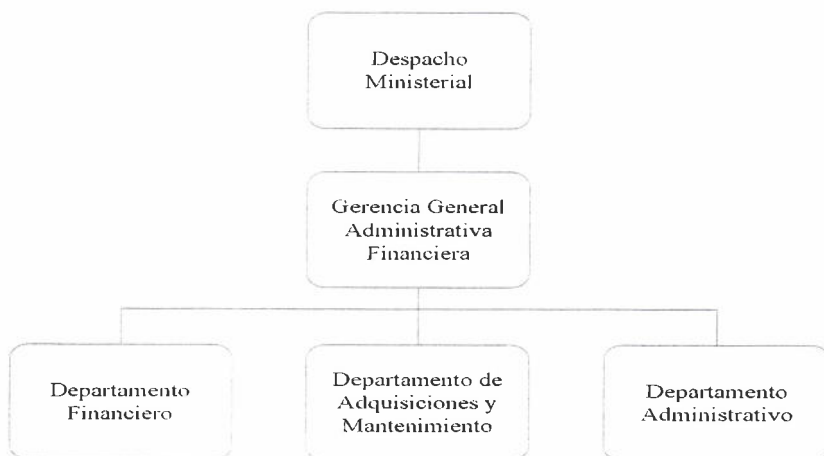 Despacho
Ministerial
Gerencia General
Administrativa
Financiera
Departamento
Financiero
Departamento de
Adquisiciones y
Mantenimiento
Departamento
Administrativo